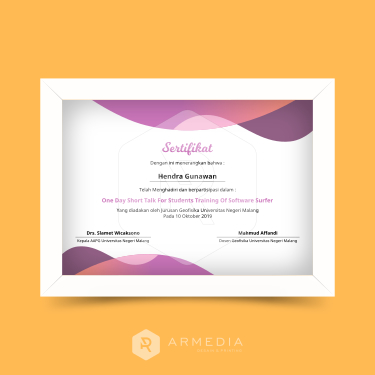 Sertifikat
Dengan ini menerangkan bahwa :
Hendra Gunawan
Telah Menghadiri dan berpartisipasi dalam :
One Day Short Talk For Students Training Of Software Surfer
Yang diadakan oleh Jurusan Geofisika Universitas Negeri Malang
Pada 10 Oktober 2019
Drs. Slamet Wicaksono
Mahmud Affandi
Kepala AAPG Universitas Negeri Malang
Dosen Geofisika Universitas Negeri Malang
ARMEDIA